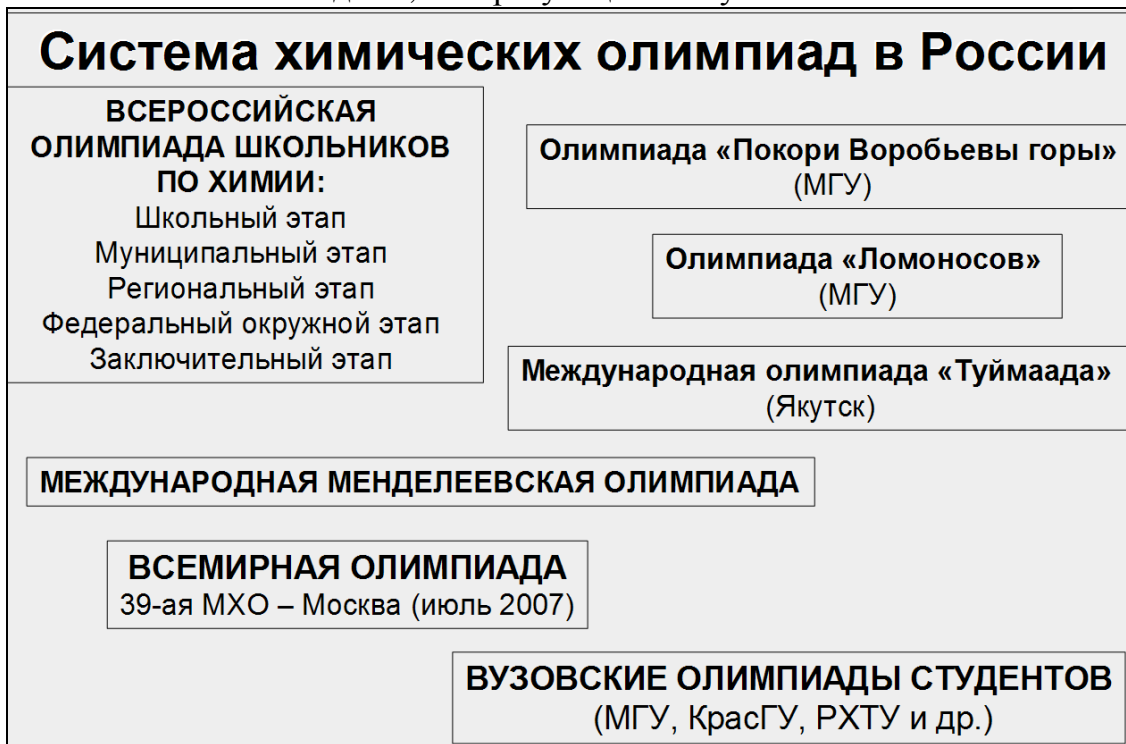 Система химических олимпиад в России
ВСЕРОССИЙСКАЯ
ОЛИМПИАДА ШКОЛЬНИКОВ
ПО ХИМИИ:
Школьный этап
Муниципальный этап
Региональный этап
Федеральный окружной этап
Заключительный этап
Олимпиада «Покори Воробьевы горы»
(МГУ)
Олимпиада «Ломоносов»
(МГУ)
Международная олимпиада «Туймаада»
(Якутск)
МЕЖДУНАРОДНАЯ МЕНДЕЛЕЕВСКАЯ ОЛИМПИАДА
ВСЕМИРНАЯ ОЛИМПИАДА
39-ая МХО – Москва (июль 2007)
ВУЗОВСКИЕ ОЛИМПИАДЫ СТУДЕНТОВ
(МГУ, КрасГУ, РХТУ и др.)